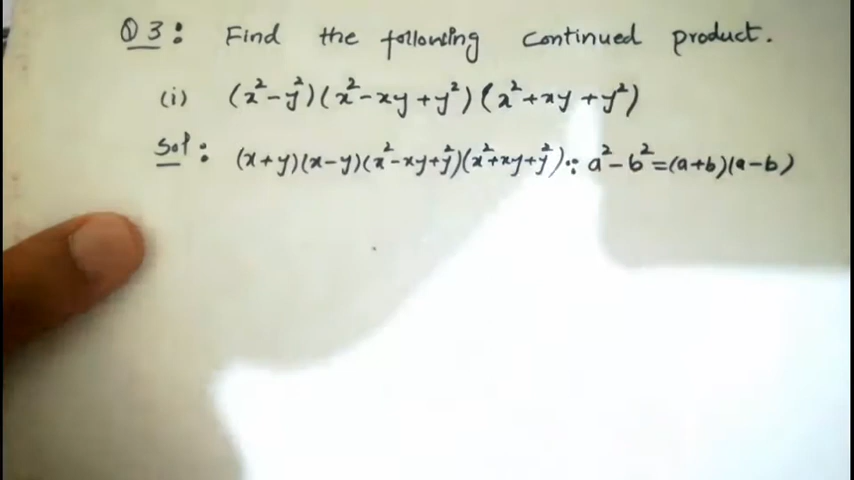 Q3: Find the following continued product.
(i) (x²-y²)(x²-xy+y²)(x²+xy+y²)
Sol: (x+y)(x-y)(x²-xy+y²)(x²+xy+y²)∵ a²-b²=(a+b)(a-b)